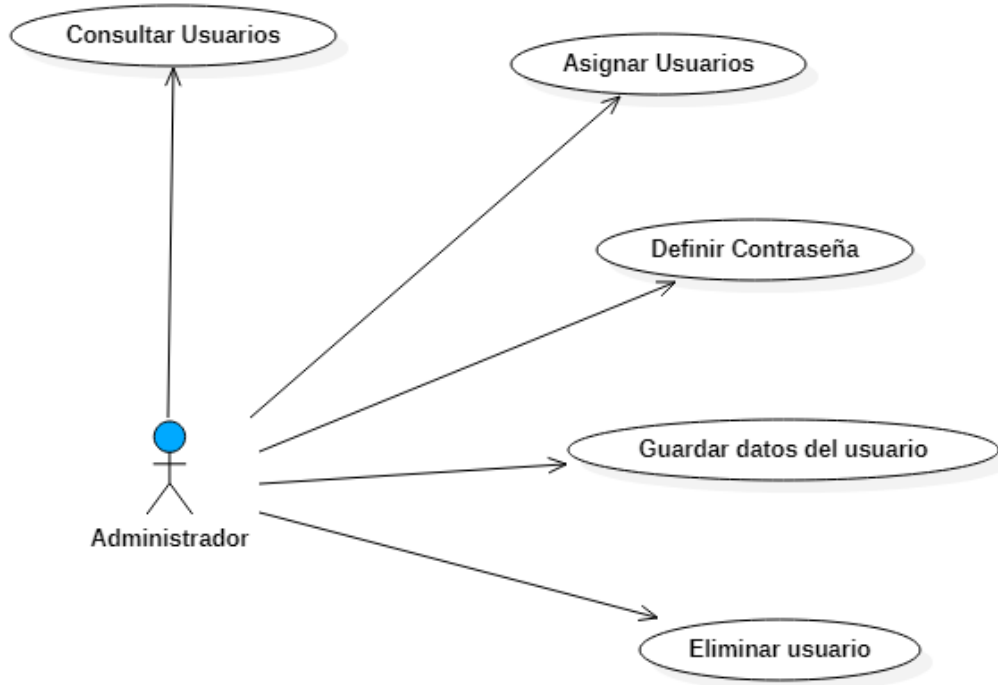 Consultar Usuarios
Asignar Usuarios
Definir Contraseña
Guardar datos del usuario
Administrador
Eliminar usuario